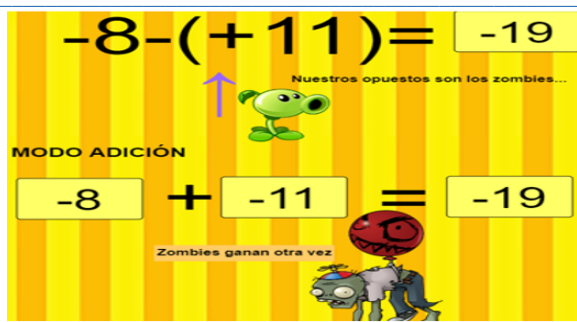 -8-(+11)= -19
Nuestros opuestos son los zombies...
MODO ADICIÓN
-8 + -11 = -19
Zombies ganan otra vez